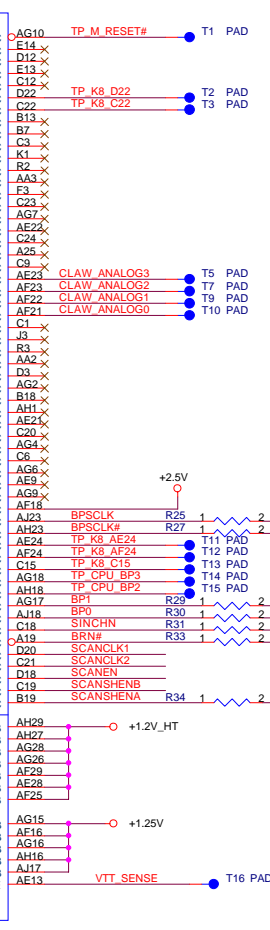 AG10 TP_M_RESET# T1 PAD
E14
D12
E13
C12
D22 TP_K8_D22 T2 PAD
C22 TP_K8_C22 T3 PAD
B13
B7
C3
K1
R2
AA3
F3
C23
AG7
AE22
C24
A25
C9
AE23 CLAW_ANALOG3 T5 PAD
AF23 CLAW_ANALOG2 T7 PAD
AF22 CLAW_ANALOG1 T9 PAD
AF21 CLAW_ANALOG0 T10 PAD
C1
J3
R3
AA2
D3
AG2
B18
AH1
AE21
C20
AG4
C6
AG6
AE9
AG9
+2.5V
AF18
AJ23 BPSCLK R25 1 2
AH23 BPSCLK# R27 1 2
AE24 TP_K8_AE24 T11 PAD
AF24 TP_K8_AF24 T12 PAD
C15 TP_K8_C15 T13 PAD
AG18 TP_CPU_BP3 T14 PAD
AH18 TP_CPU_BP2 T15 PAD
AG17 BP1 R29 1 2
AJ18 BP0 R30 1 2
C18 SINCHN R31 1 2
A19 BRN# R33 1 2
D20 SCANCLK1
C21 SCANCLK2
D18 SCANEN
C19 SCANSHENB
B19 SCANSHENA R34 1 2
AH29 +1.2V_HT
AH27
AG28
AG26
AF29
AE28
AF25
AG15 +1.25V
AF16
AG16
AH16
AJ17
AE13 VTT_SENSE T16 PAD